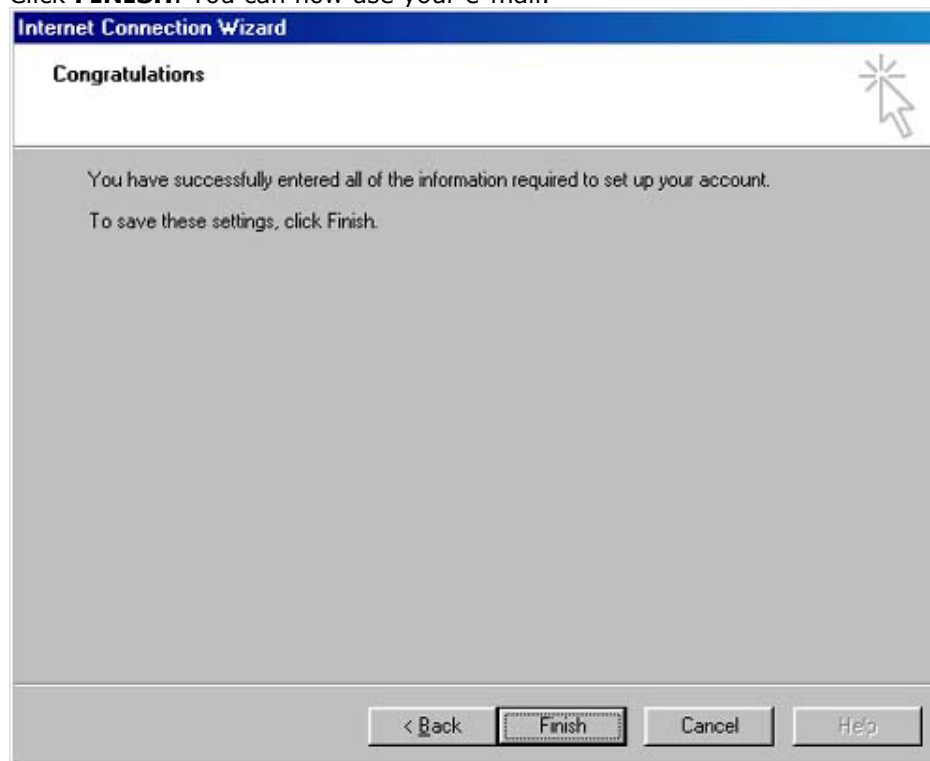 Click FINISH. You can now use your e-mail.
Internet Connection Wizard
Congratulations
You have successfully entered all of the information required to set up your account.
To save these settings, click Finish.
< Back Finish Cancel Help